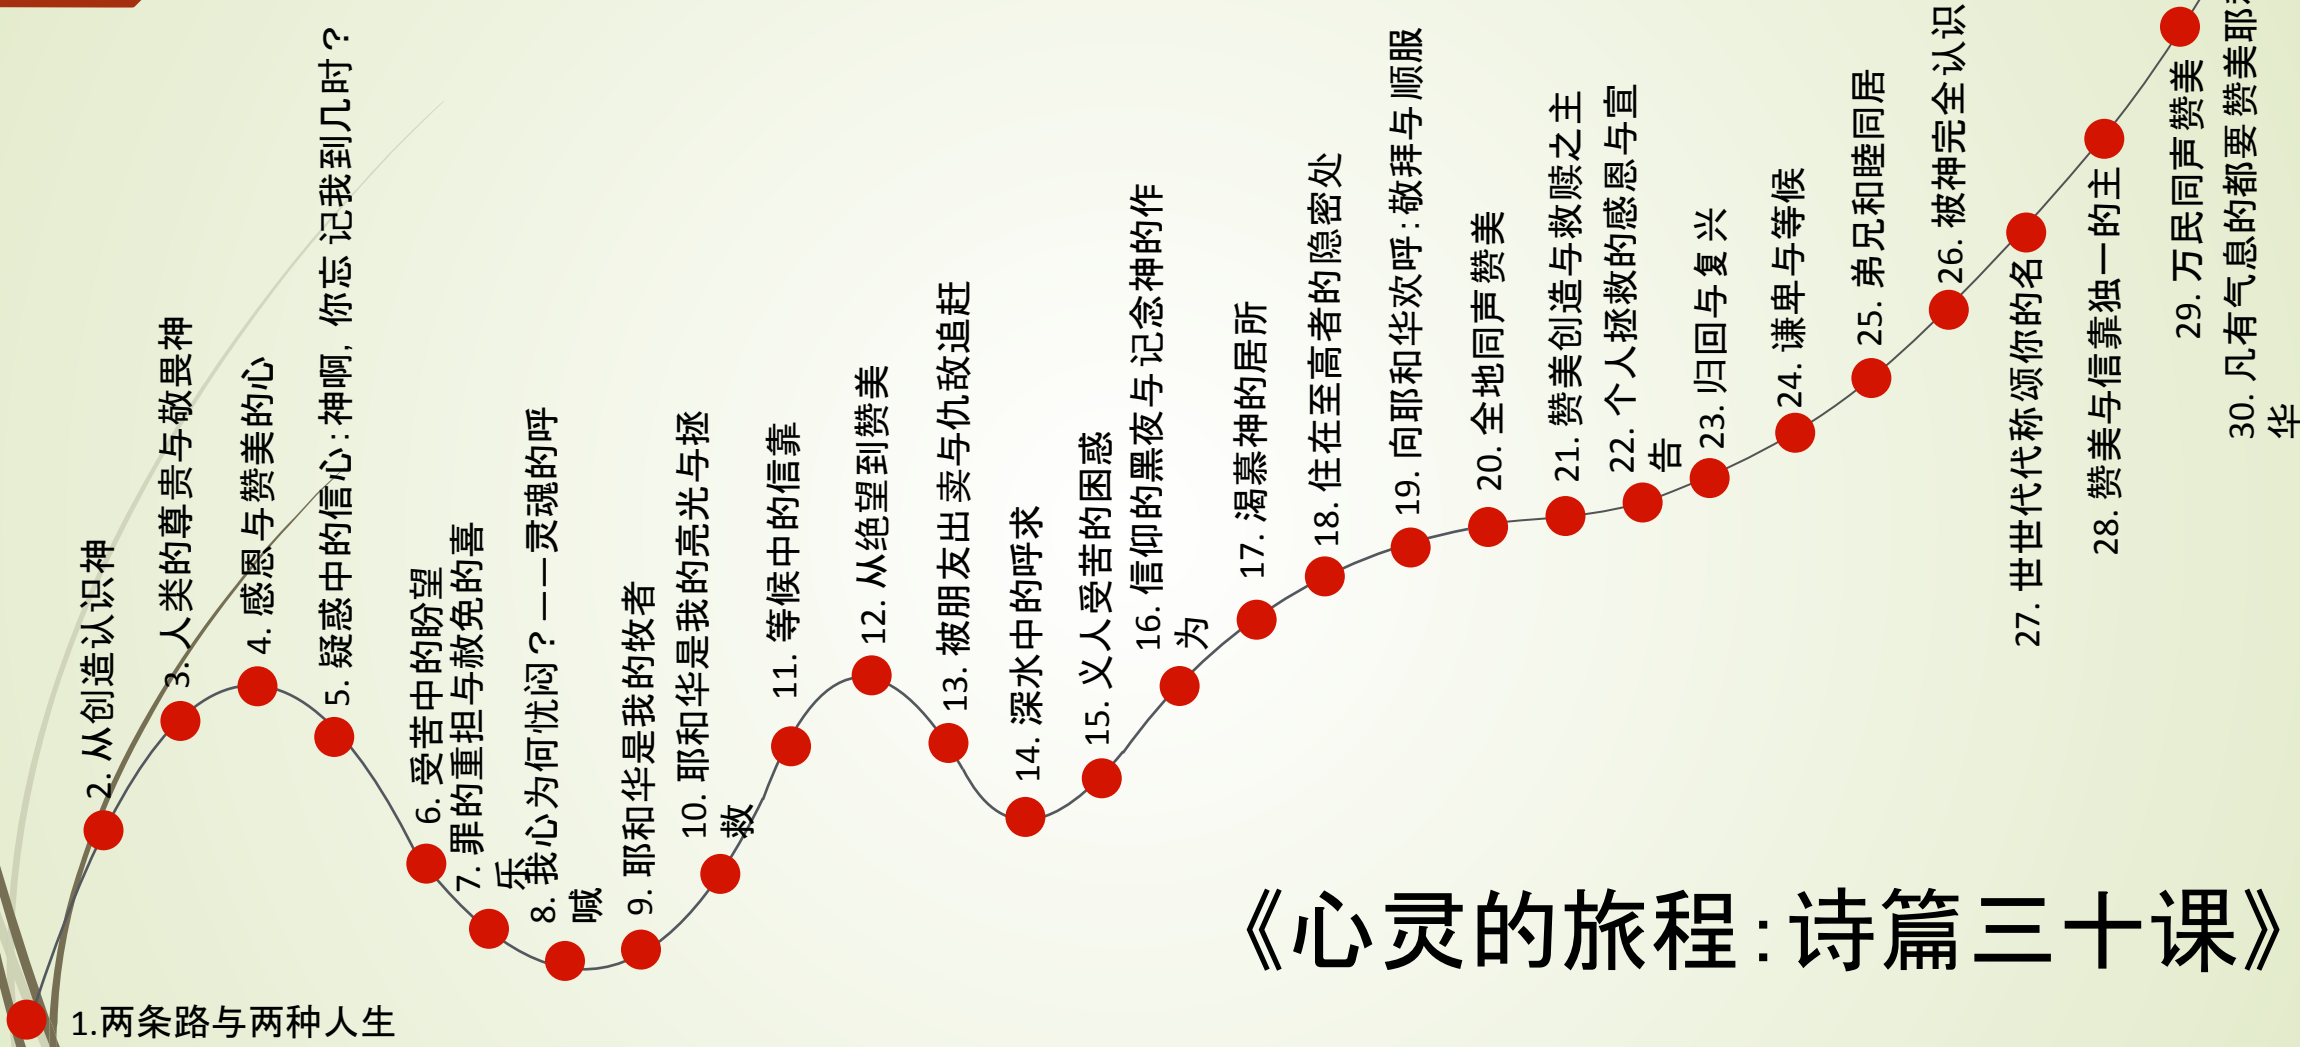 1.两条路与两种人生
2. 从创造认识神
3. 人类的尊贵与敬畏神
4. 感恩与赞美的心
5. 疑惑中的信心:神啊, 你忘记我到几时？
6. 受苦中的盼望
7. 罪的重担与赦免的喜
乐
8. 我心为何忧闷？——灵魂的呼
喊
9. 耶和华是我的牧者
10. 耶和华是我的亮光与拯
救
11. 等候中的信靠
12. 从绝望到赞美
13. 被朋友出卖与仇敌追赶
14. 深水中的呼求
15. 义人受苦的困惑
16. 信仰的黑夜与记念神的作
为
17. 渴慕神的居所
18. 住在至高者的隐密处
19. 向耶和华欢呼:敬拜与顺服
20. 全地同声赞美
21. 赞美创造与救赎之主
22. 个人拯救的感恩与宣
告
23. 归回与复兴
24. 谦卑与等候
25. 弟兄和睦同居
26. 被神完全认识
27. 世世代代称颂你的名
28. 赞美与信靠独一的主
29. 万民同声赞美
30. 凡有气息的都要赞美耶和
华
《心灵的旅程:诗篇三十课》